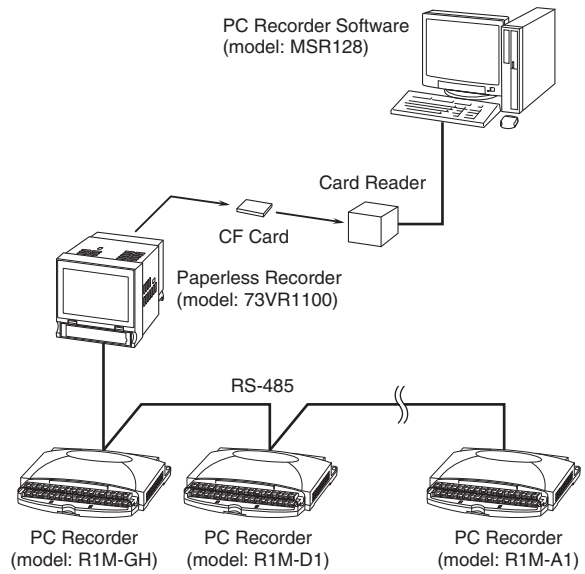 PC Recorder Software
(model: MSR128)
Card Reader
CF Card
Paperless Recorder
(model: 73VR1100)
RS-485
PC Recorder
(model: R1M-GH)
PC Recorder
(model: R1M-D1)
PC Recorder
(model: R1M-A1)